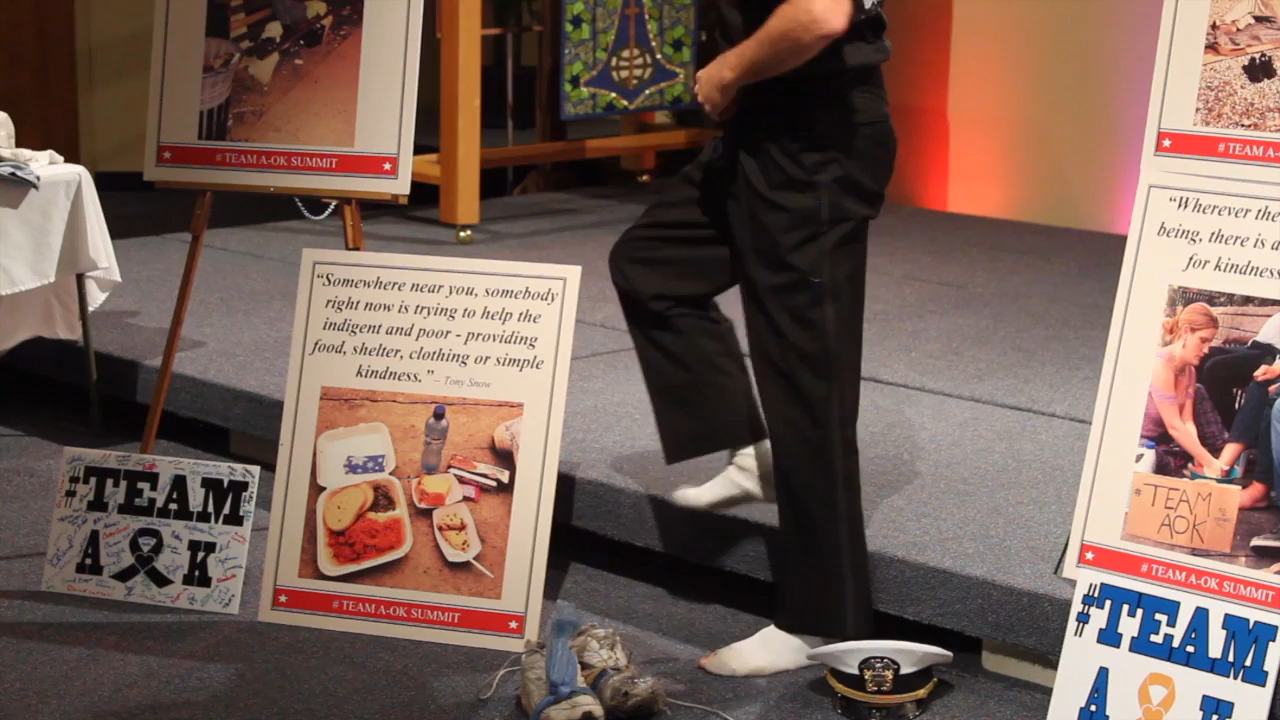 # TEAM A-OK SUMMIT
"Somewhere near you, somebody
right now is trying to help the
indigent and poor - providing
food, shelter, clothing or simple
kindness." – Tony Snow
# TEAM A-OK SUMMIT
#TEAM
A K
# TEAM A-
"Wherever the
being, there is a
for kindness
TEAM
AOK
# TEAM A-OK SUMMIT
#TEAM
A K